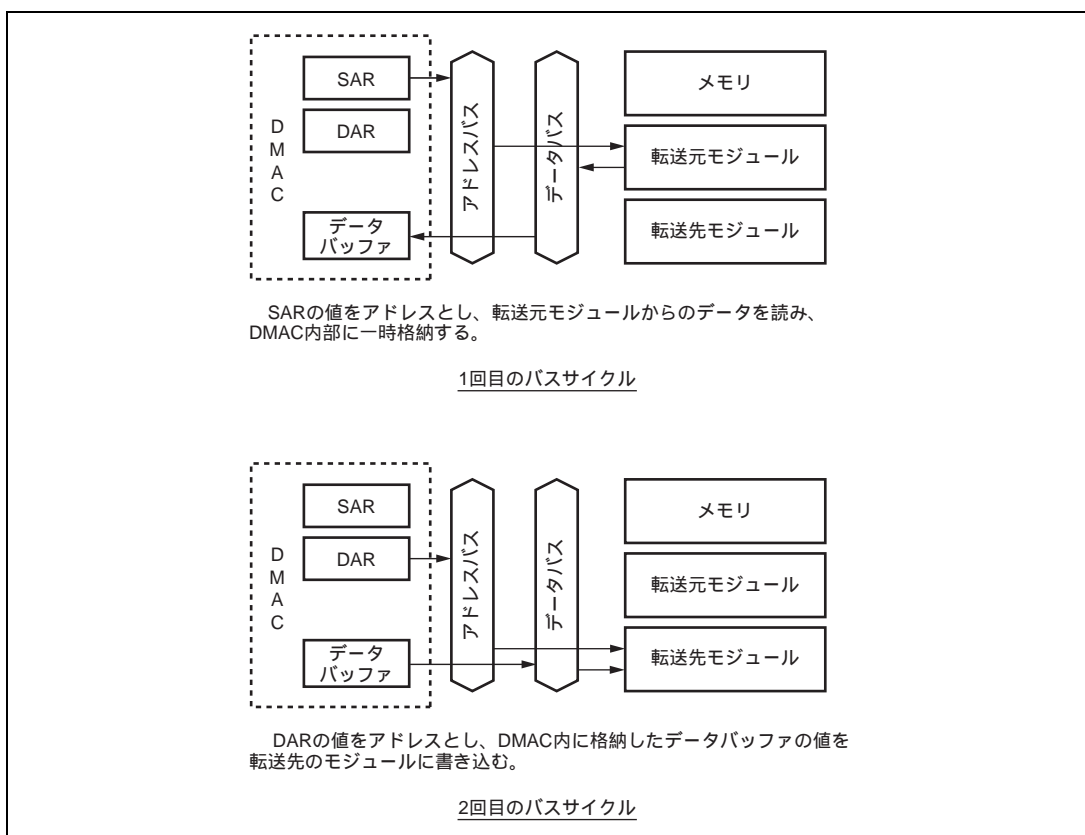 SAR
DAR
DMAC
データ
バッファ
アドレスバス
データバス
メモリ
転送元モジュール
転送先モジュール
SARの値をアドレスとし、転送元モジュールからのデータを読み、
DMAC内部に一時格納する。
1回目のバスサイクル
SAR
DAR
DMAC
データ
バッファ
アドレスバス
データバス
メモリ
転送元モジュール
転送先モジュール
DARの値をアドレスとし、DMAC内に格納したデータバッファの値を
転送先のモジュールに書き込む。
2回目のバスサイクル